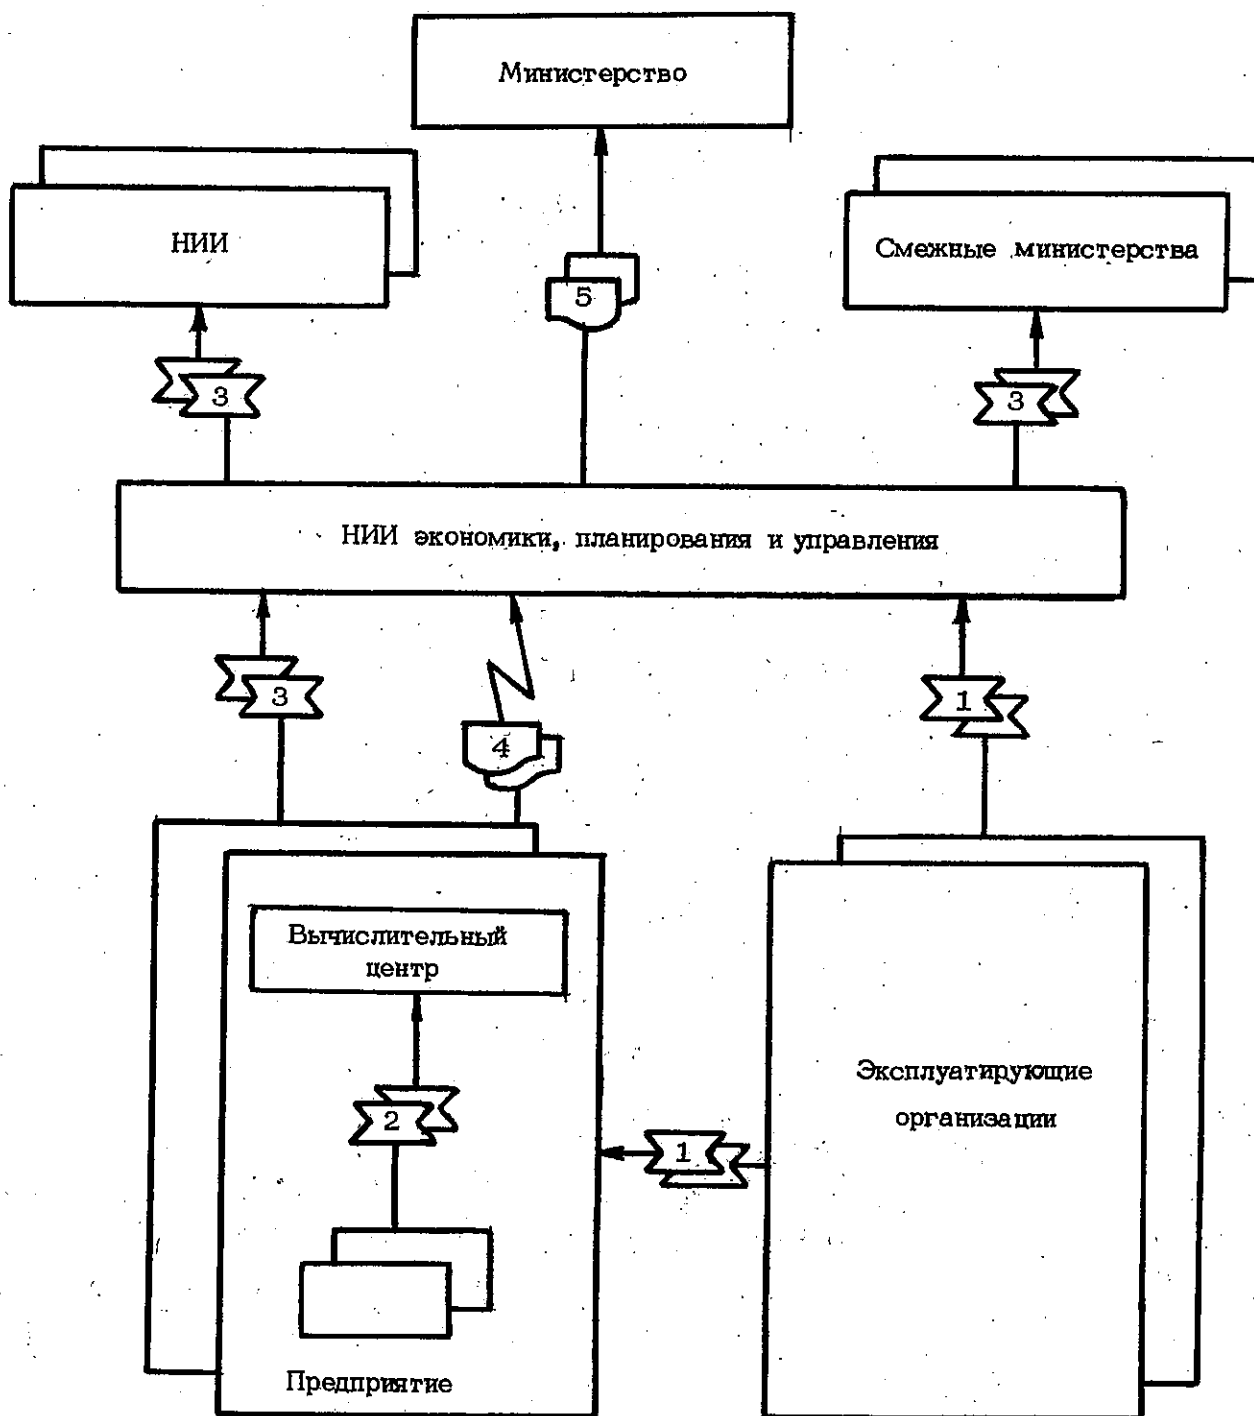 Министерство
НИИ
Смежные министерства
5
3
3
НИИ экономики, планирования и управления
3
4
1
Вычислительный
центр
Эксплуатирующие
организации
2
1
Предприятие